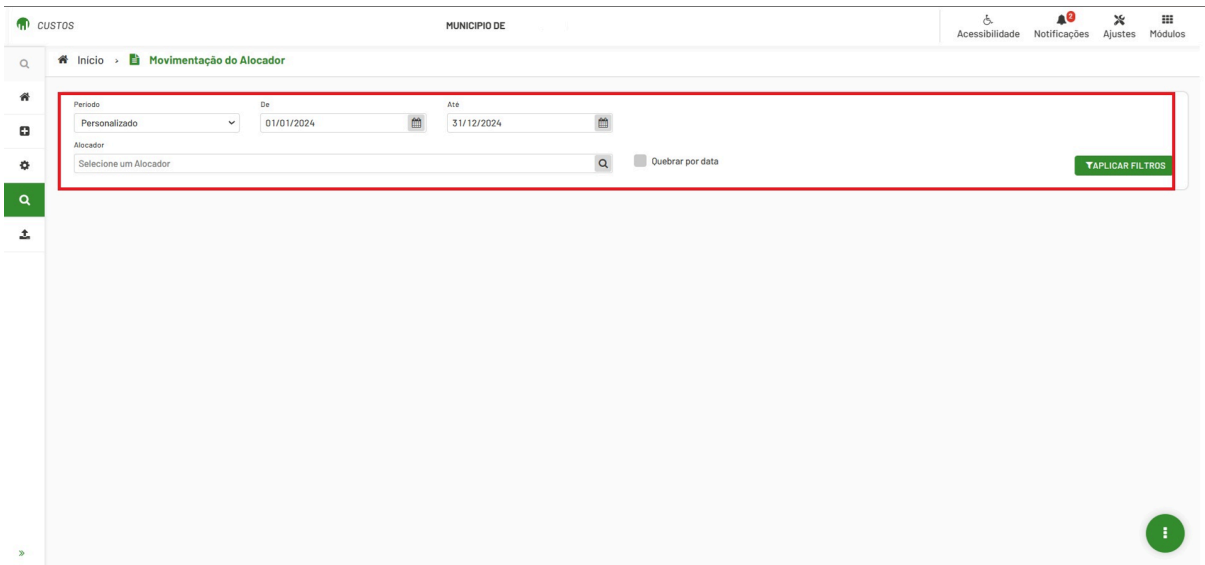 CUSTOS
MUNICIPIO DE
2
Acessibilidade Notificações Ajustes Módulos
Início › Movimentação do Alocador
Período De Até
Personalizado 01/01/2024 31/12/2024
Alocador
Selecione um Alocador Quebrar por data APLICAR FILTROS
»